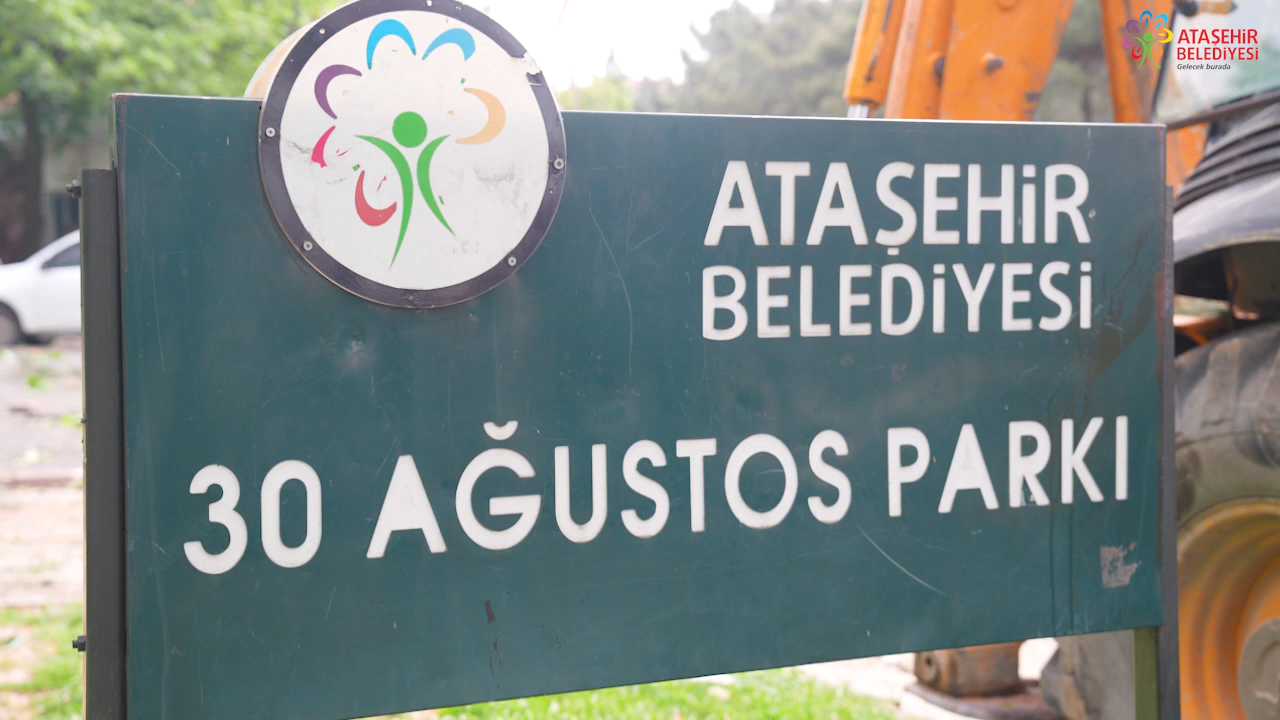 ATAŞEHİR
BELEDİYESİ
Gelecek burada
ATAŞEHİR
BELEDİYESİ
30 AĞUSTOS PARKI